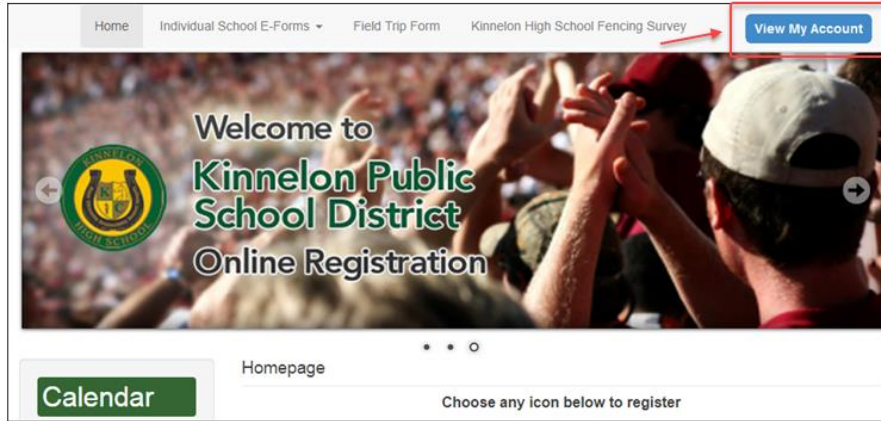 Home Individual School E-Forms Field Trip Form Kinnelon High School Fencing Survey View My Account
Welcome to
Kinnelon Public
School District
Online Registration
KINNELON
HIGH SCHOOL
Homepage
Calendar
Choose any icon below to register